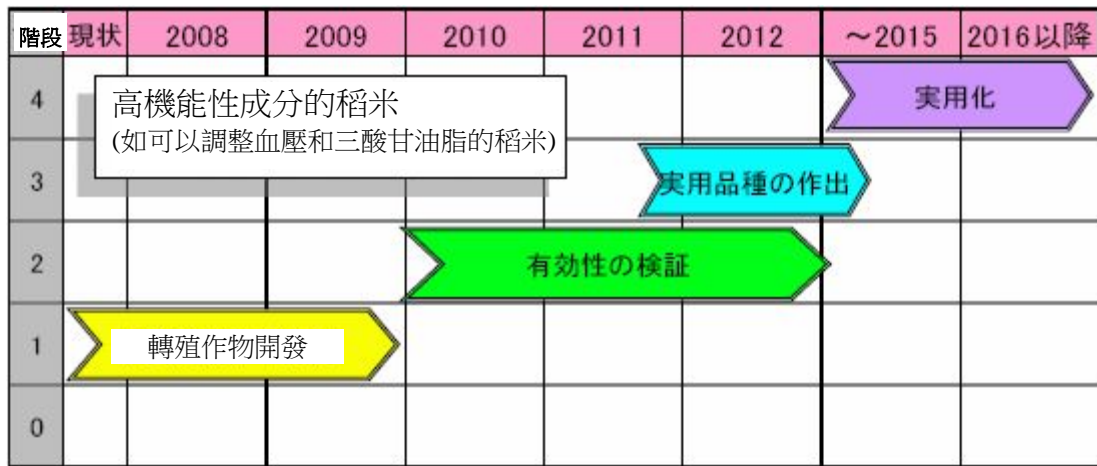 階段 現状 2008 2009 2010 2011 2012 ～2015 2016以降
4 高機能性成分的稻米 実用化
(如可以調整血壓和三酸甘油脂的稻米)
3 実用品種の作出
2 有効性の検証
1 轉殖作物開發
0